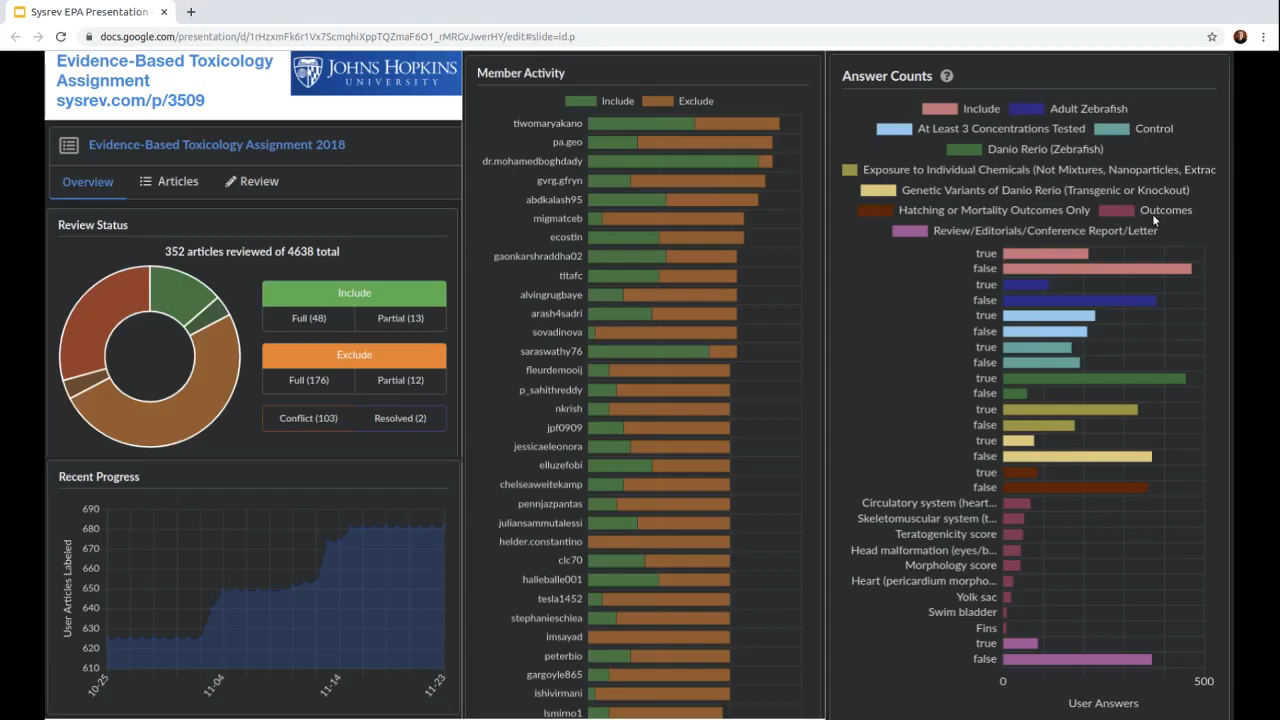 Sysrev EPA Presentation -
docs.google.com/presentation/d/1rHzxmFk6r1Vx7ScmqhiXppTQZmaF6O1_rMRGvJwerHY/edit#slide=id.p
Evidence-Based Toxicology
Assignment
sysrev.com/p/3509
JOHNS HOPKINS
UNIVERSITY
Evidence-Based Toxicology Assignment 2018
Overview
Articles
Review
Review Status
352 articles reviewed of 4638 total
Include
Full (48)
Partial (13)
Exclude
Full (176)
Partial (12)
Conflict (103)
Resolved (2)
Recent Progress
User Articles Labeled
690
680
670
660
650
640
630
620
610
10-25
11-04
11-14
11-23
Member Activity
Include
Exclude
tiwomaryakano
pa.geo
dr.mohamedboghdady
gvrg.gfryn
abdkalash95
migmatceb
ecostin
gaonkarshraddha02
titafc
alvingrugbaye
arash4sadri
sovadinova
saraswathy76
fleurdemooij
p_sahithreddy
nkrish
jpf0909
jessicaeleonora
elluzefobi
chelseaweitekamp
pennjazpantas
juliansammutalessi
helder.constantino
clc70
halleballe001
tesla1452
stephanieschlea
imsayad
peterbio
gargoyle865
ishivirmani
lsmirno1
Answer Counts ?
Include
Adult Zebrafish
At Least 3 Concentrations Tested
Control
Danio Rerio (Zebrafish)
Exposure to Individual Chemicals (Not Mixtures, Nanoparticles, Extrac
Genetic Variants of Danio Rerio (Transgenic or Knockout)
Hatching or Mortality Outcomes Only
Outcomes
Review/Editorials/Conference Report/Letter
true
false
true
false
true
false
true
false
true
false
true
false
true
false
true
false
Circulatory system (heart...
Skeletomuscular system (t...
Teratogenicity score
Head malformation (eyes/b...
Morphology score
Heart (pericardium morpho...
Yolk sac
Swim bladder
Fins
true
false
0
500
User Answers